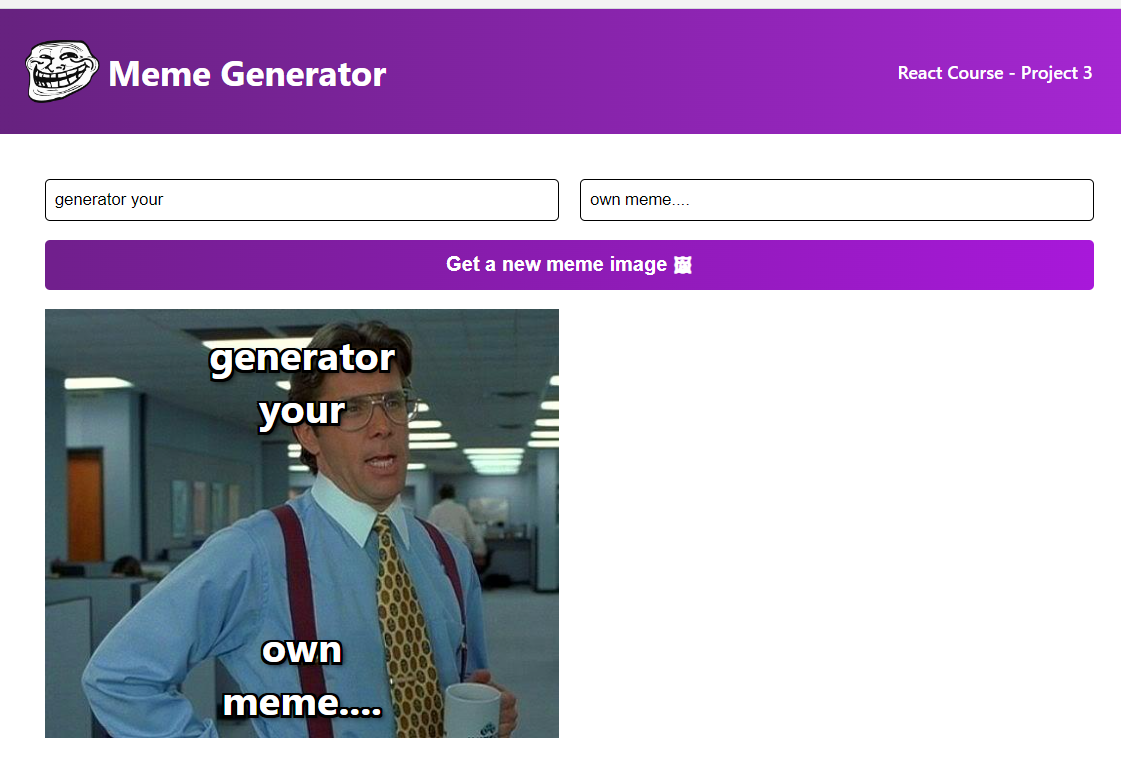 Meme Generator
React Course - Project 3
generator your
own meme....
Get a new meme image 🖼
generator
your
own
meme....